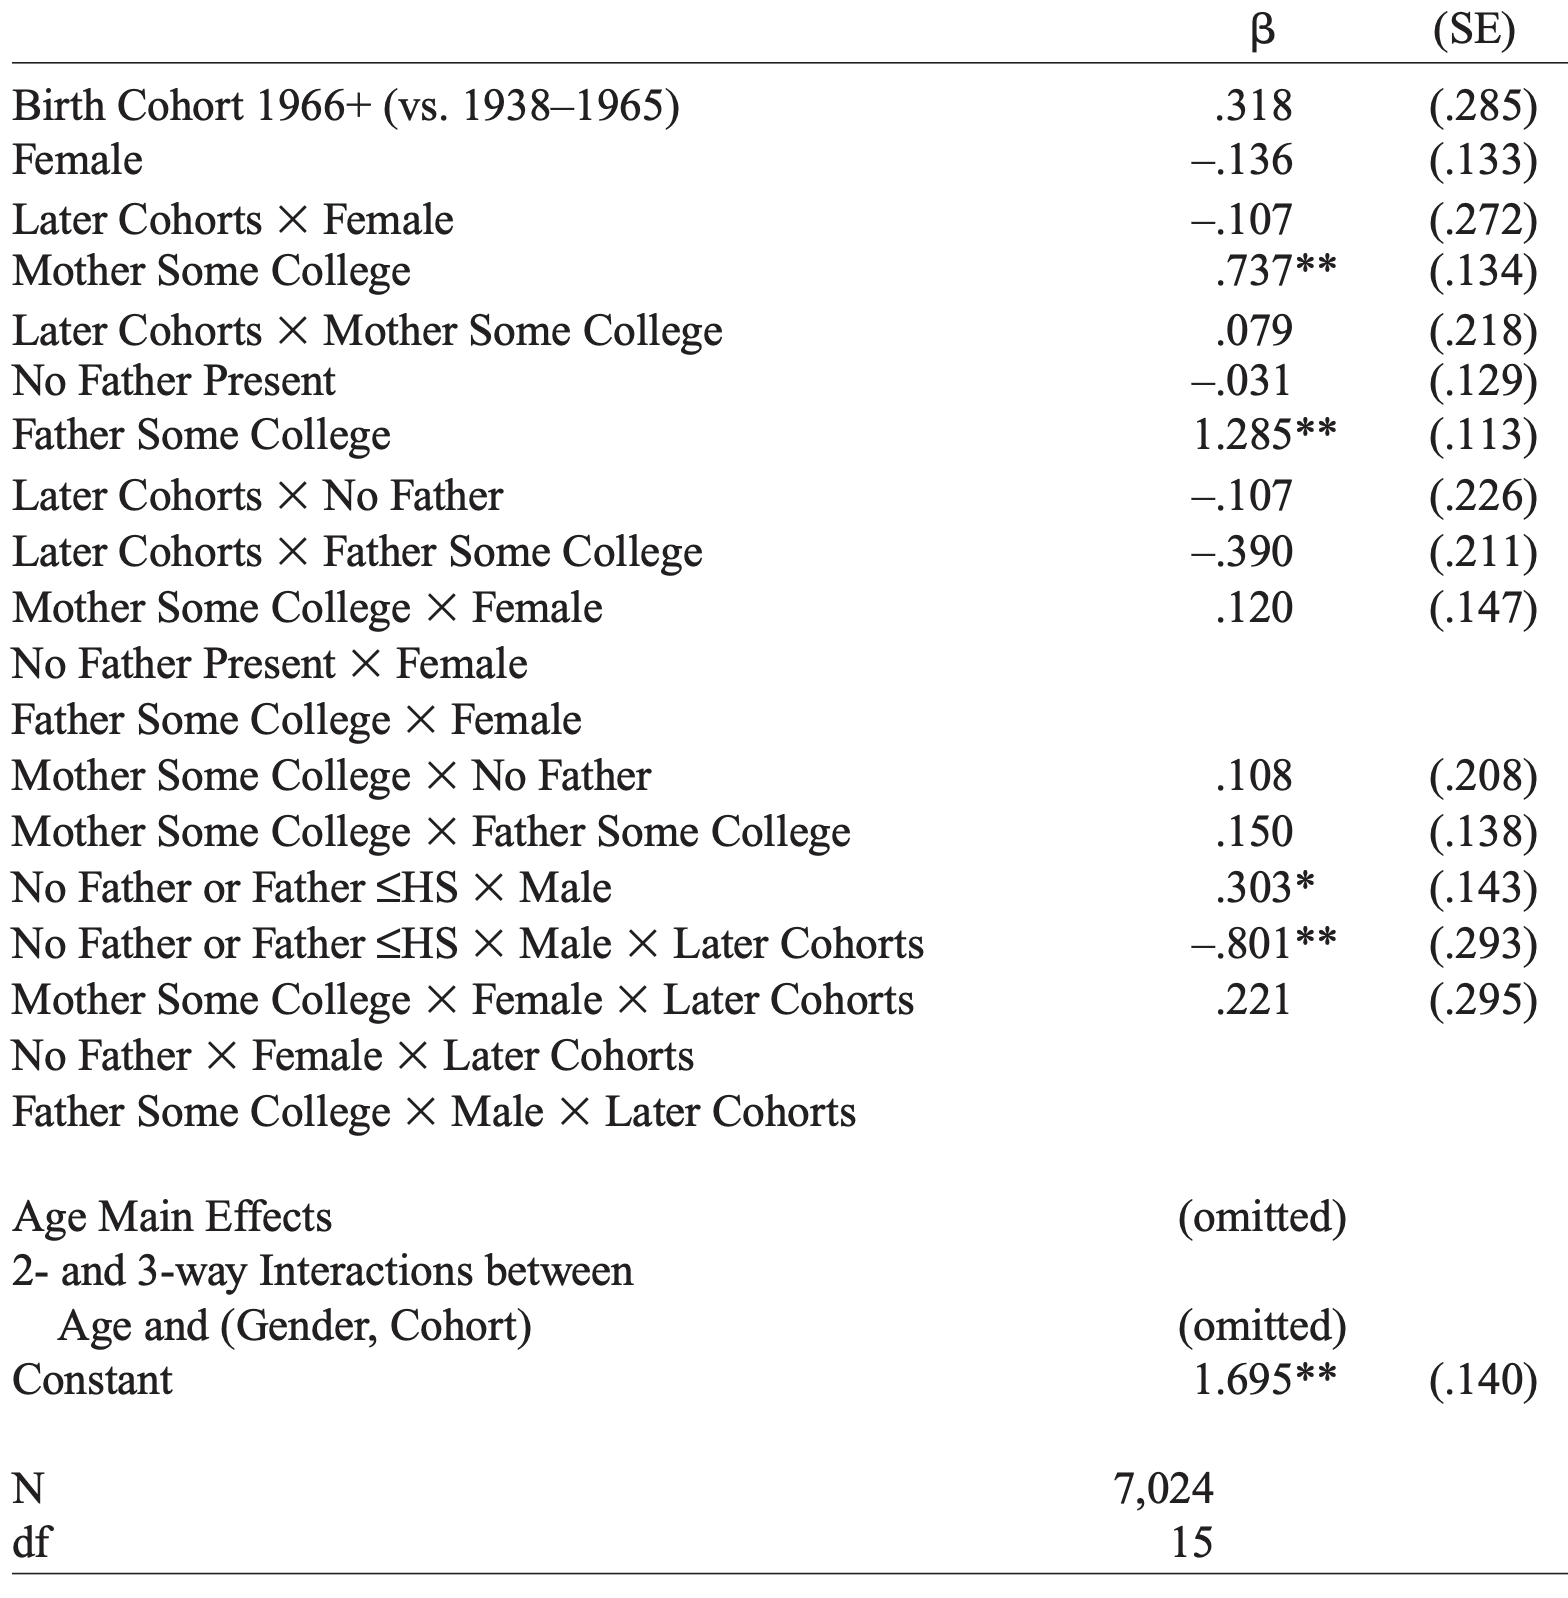 β (SE)
Birth Cohort 1966+ (vs. 1938–1965) .318 (.285)
Female –.136 (.133)
Later Cohorts × Female –.107 (.272)
Mother Some College .737** (.134)
Later Cohorts × Mother Some College .079 (.218)
No Father Present –.031 (.129)
Father Some College 1.285** (.113)
Later Cohorts × No Father –.107 (.226)
Later Cohorts × Father Some College –.390 (.211)
Mother Some College × Female .120 (.147)
No Father Present × Female
Father Some College × Female
Mother Some College × No Father .108 (.208)
Mother Some College × Father Some College .150 (.138)
No Father or Father ≤HS × Male .303* (.143)
No Father or Father ≤HS × Male × Later Cohorts –.801** (.293)
Mother Some College × Female × Later Cohorts .221 (.295)
No Father × Female × Later Cohorts
Father Some College × Male × Later Cohorts
Age Main Effects (omitted)
2- and 3-way Interactions between
Age and (Gender, Cohort) (omitted)
Constant 1.695** (.140)
N 7,024
df 15